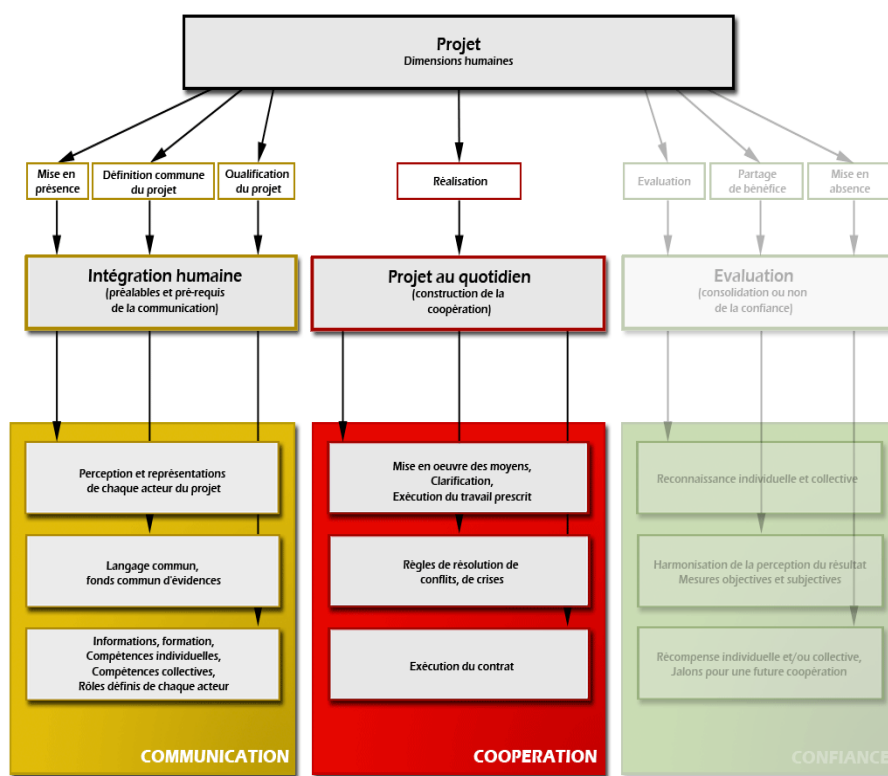 Projet
Dimensions humaines
Mise en
présence
Définition commune
du projet
Qualification
du projet
Réalisation
Evaluation
Partage
de bénéfice
Mise en
absence
Intégration humaine
(préalables et pré-requis
de la communication)
Projet au quotidien
(construction de la
coopération)
Evaluation
(consolidation ou non
de la confiance)
Perception et représentations
de chaque acteur du projet
Langage commun,
fonds commun d'évidences
Informations, formation,
Compétences individuelles,
Compétences collectives,
Rôles définis de chaque acteur
COMMUNICATION
Mise en oeuvre des moyens,
Clarification,
Exécution du travail prescrit
Règles de résolution de
conflits, de crises
Exécution du contrat
COOPERATION
Reconnaissance individuelle et collective
Harmonisation de la perception du résultat
Mesures objectives et subjectives
Récompense individuelle et/ou collective,
Jalons pour une future coopération
CONFIANCE